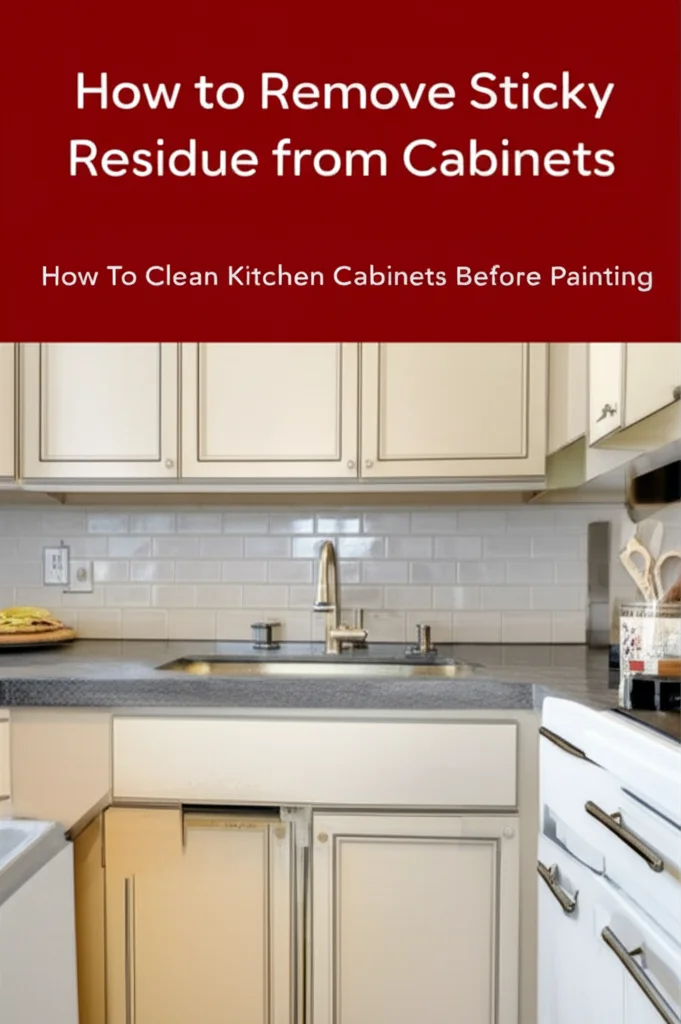 How to Remove Sticky
Residue from Cabinets
How To Clean Kitchen Cabinets Before Painting